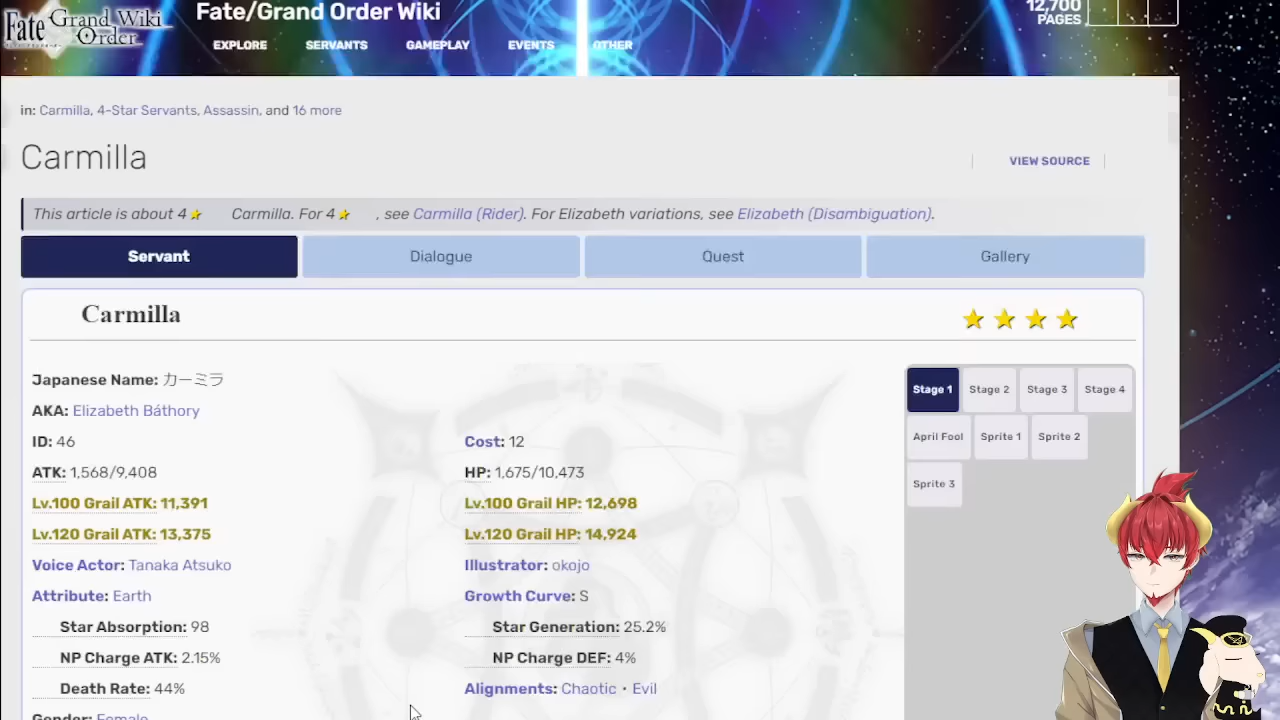 Fate/Grand Order Wiki
Fate Grand Order Wiki
12,700
PAGES
EXPLORE SERVANTS GAMEPLAY EVENTS OTHER
in: Carmilla, 4-Star Servants, Assassin, and 16 more
Carmilla
VIEW SOURCE
This article is about 4★ Carmilla. For 4★ , see Carmilla (Rider). For Elizabeth variations, see Elizabeth (Disambiguation).
Servant Dialogue Quest Gallery
Carmilla
Japanese Name: カーミラ
AKA: Elizabeth Báthory
ID: 46 Cost: 12
ATK: 1,568/9,408 HP: 1,675/10,473
Lv.100 Grail ATK: 11,391 Lv.100 Grail HP: 12,698
Lv.120 Grail ATK: 13,375 Lv.120 Grail HP: 14,924
Voice Actor: Tanaka Atsuko Illustrator: okojo
Attribute: Earth Growth Curve: S
Star Absorption: 98 Star Generation: 25.2%
NP Charge ATK: 2.15% NP Charge DEF: 4%
Death Rate: 44% Alignments: Chaotic・Evil
Gender: Female
Stage 1 Stage 2 Stage 3 Stage 4
April Fool Sprite 1 Sprite 2
Sprite 3